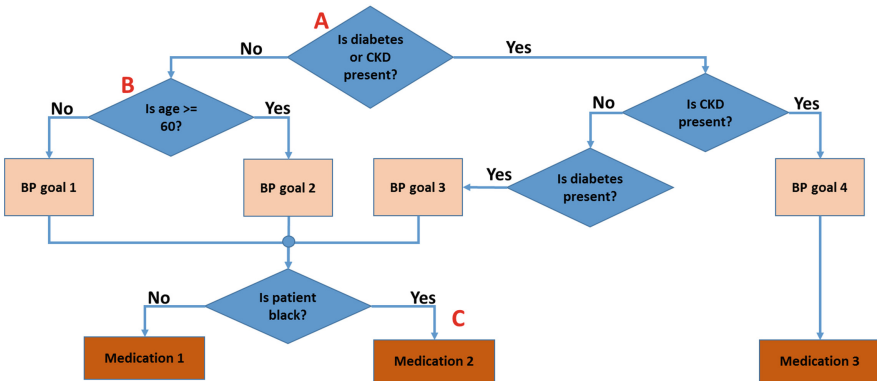 A
Is diabetes
or CKD
present?
No
Yes
B
Is age >=
60?
No
Yes
Is CKD
present?
No
Yes
BP goal 1
BP goal 2
BP goal 3
Yes
Is diabetes
present?
BP goal 4
Is patient
black?
No
Yes
C
Medication 1
Medication 2
Medication 3